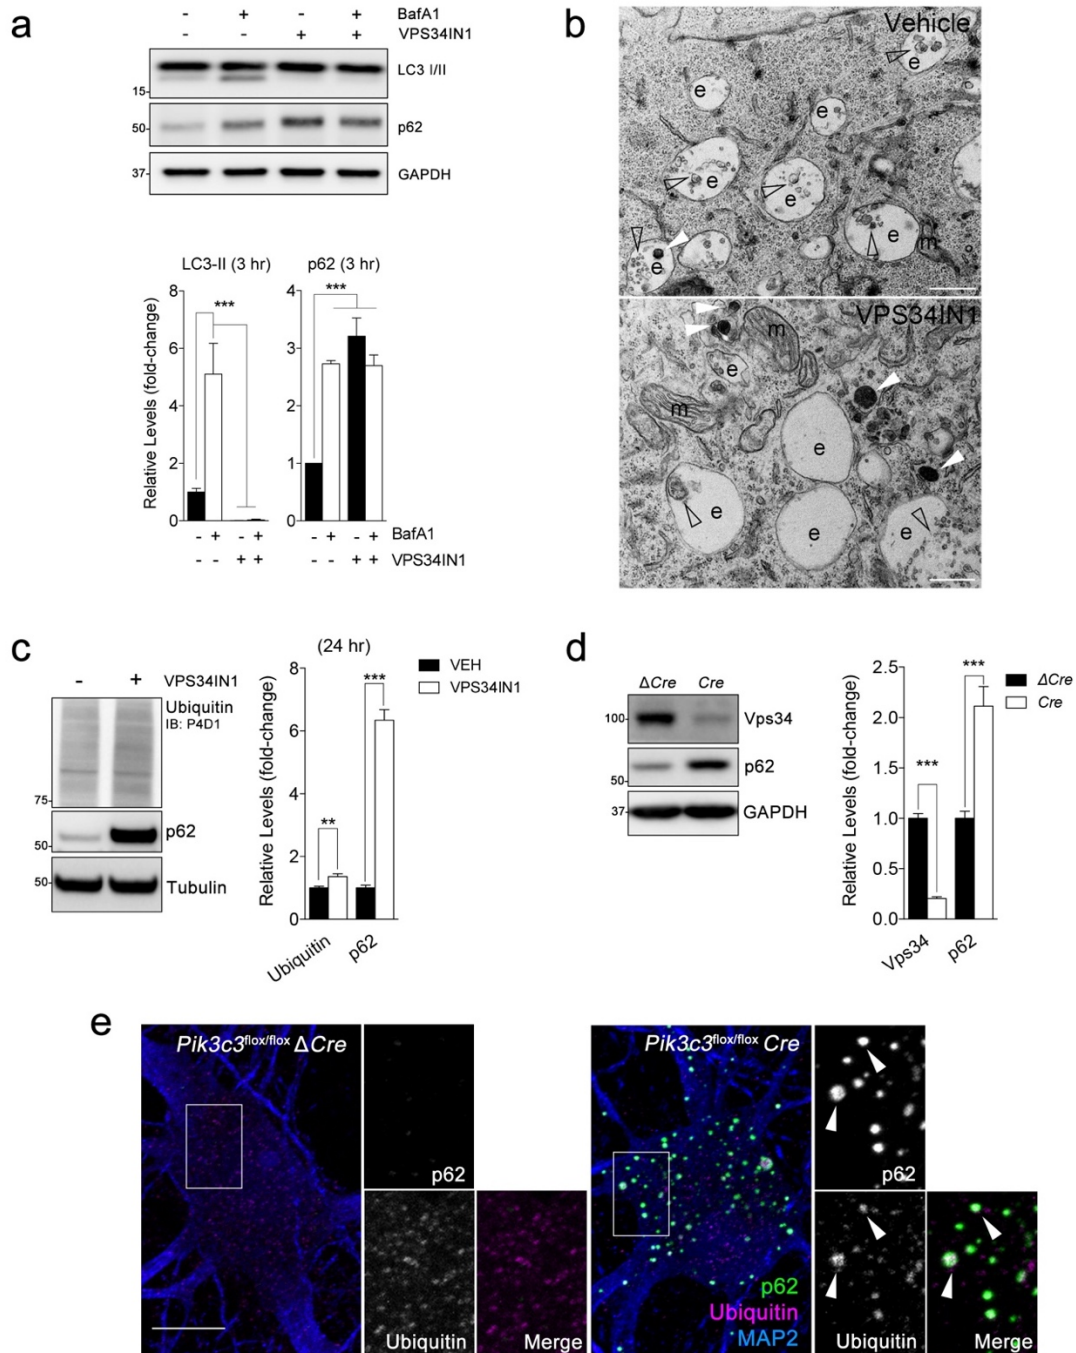 a
- + - + BafA1
- - + + VPS34IN1
LC3 I/II
15-
p62
50-
GAPDH
37-
LC3-II (3 hr)
p62 (3 hr)
***
***
Relative Levels (fold-change)
8
6
4
2
0
4
3
2
1
0
- + - + - + - + BafA1
- - + + - - + + VPS34IN1
b
Vehicle
e
e
e
e
e
e
e
m
VPS34IN1
m
e
m
e
e
e
e
c
- + VPS34IN1
Ubiquitin
IB: P4D1
75-
p62
50-
50-
Tubulin
(24 hr)
VEH
VPS34IN1
Relative Levels (fold-change)
8
6
4
2
0
**
***
Ubiquitin
p62
d
ΔCre Cre
100-
Vps34
p62
50-
37-
GAPDH
Relative Levels (fold-change)
2.5
2.0
1.5
1.0
0.5
0.0
***
***
ΔCre
Cre
Vps34
p62
e
Pik3c3flox/flox ΔCre
p62
Ubiquitin
Merge
Pik3c3flox/flox Cre
p62
Ubiquitin
MAP2
p62
Ubiquitin
Merge